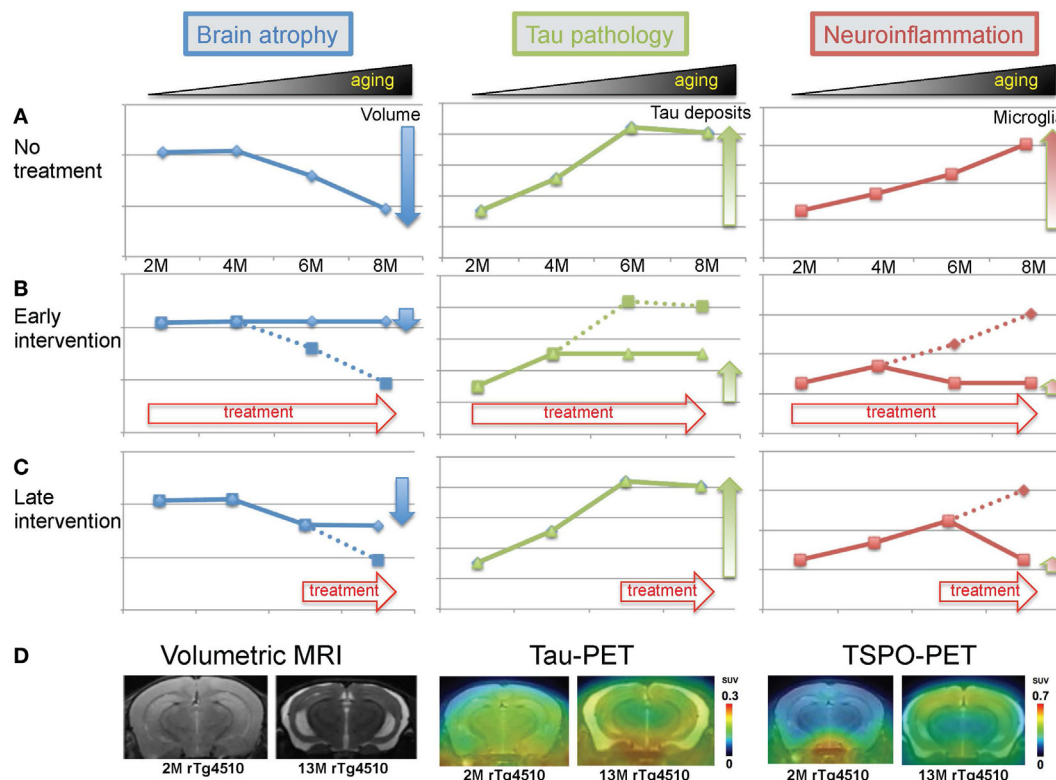 Brain atrophy
Tau pathology
Neuroinflammation
aging
aging
aging
A
Volume
Tau deposits
Microglia
No
treatment
2M 4M 6M 8M
2M 4M 6M 8M
2M 4M 6M 8M
B
Early
intervention
treatment
treatment
treatment
C
Late
intervention
treatment
treatment
treatment
D
Volumetric MRI
Tau-PET
TSPO-PET
SUV
0.3
0
SUV
0.7
0
2M rTg4510
13M rTg4510
2M rTg4510
13M rTg4510
2M rTg4510
13M rTg4510